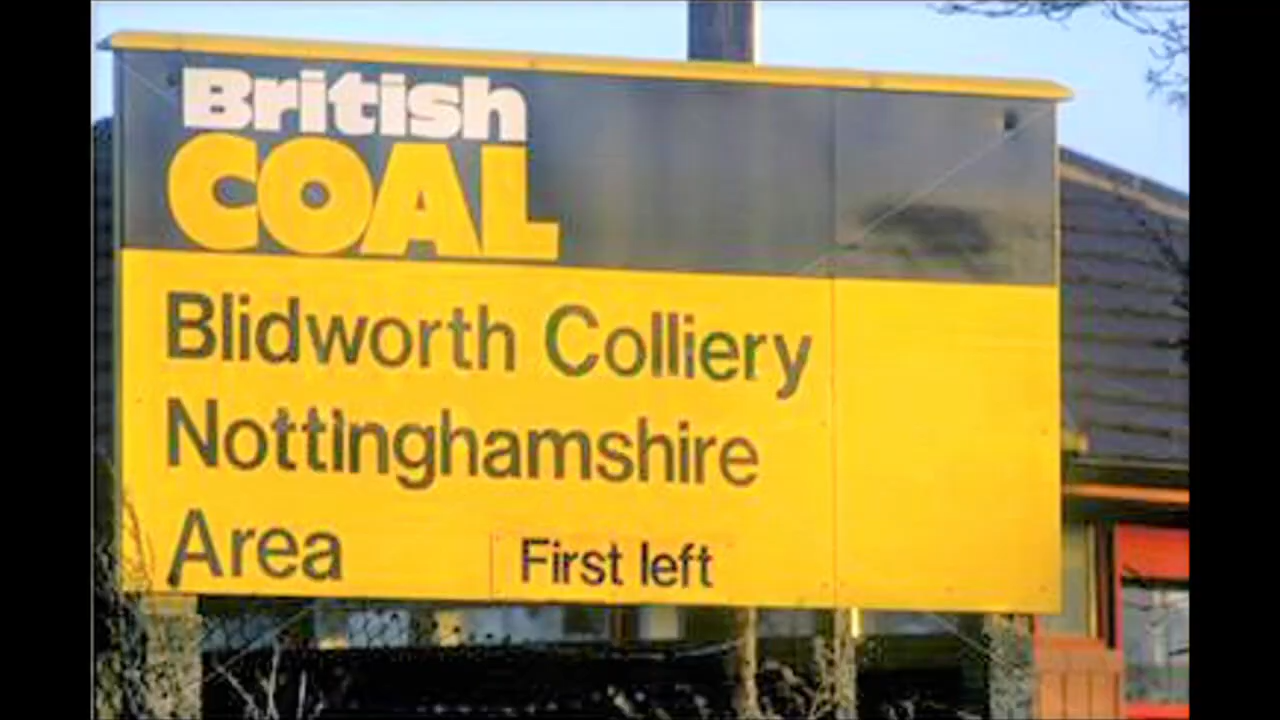 British
COAL
Blidworth Colliery
Nottinghamshire
Area
First left